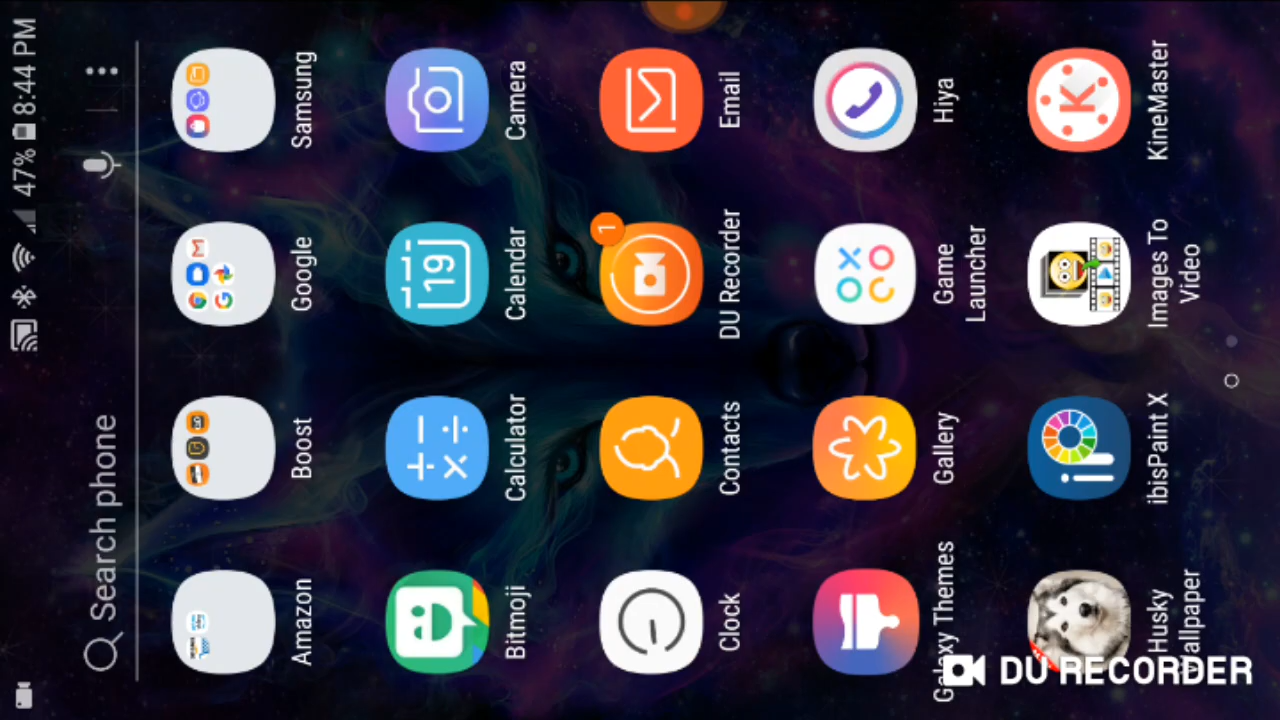 47% 8:44 PM
Search phone
Amazon
Boost
Google
Samsung
Bitmoji
Calculator
19
Calendar
Camera
Clock
Contacts
1
DU Recorder
Email
Galaxy Themes
Gallery
Game
Launcher
Hiya
Husky
Wallpaper
ibisPaint X
Images To
Video
K
KineMaster
DU RECORDER